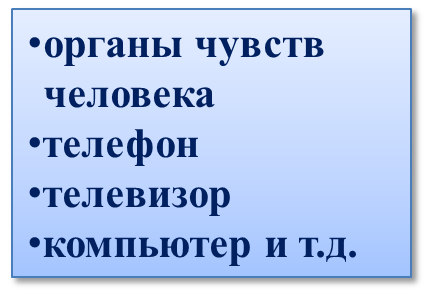 •органы чувств
человека
•телефон
•телевизор
•компьютер и т.д.